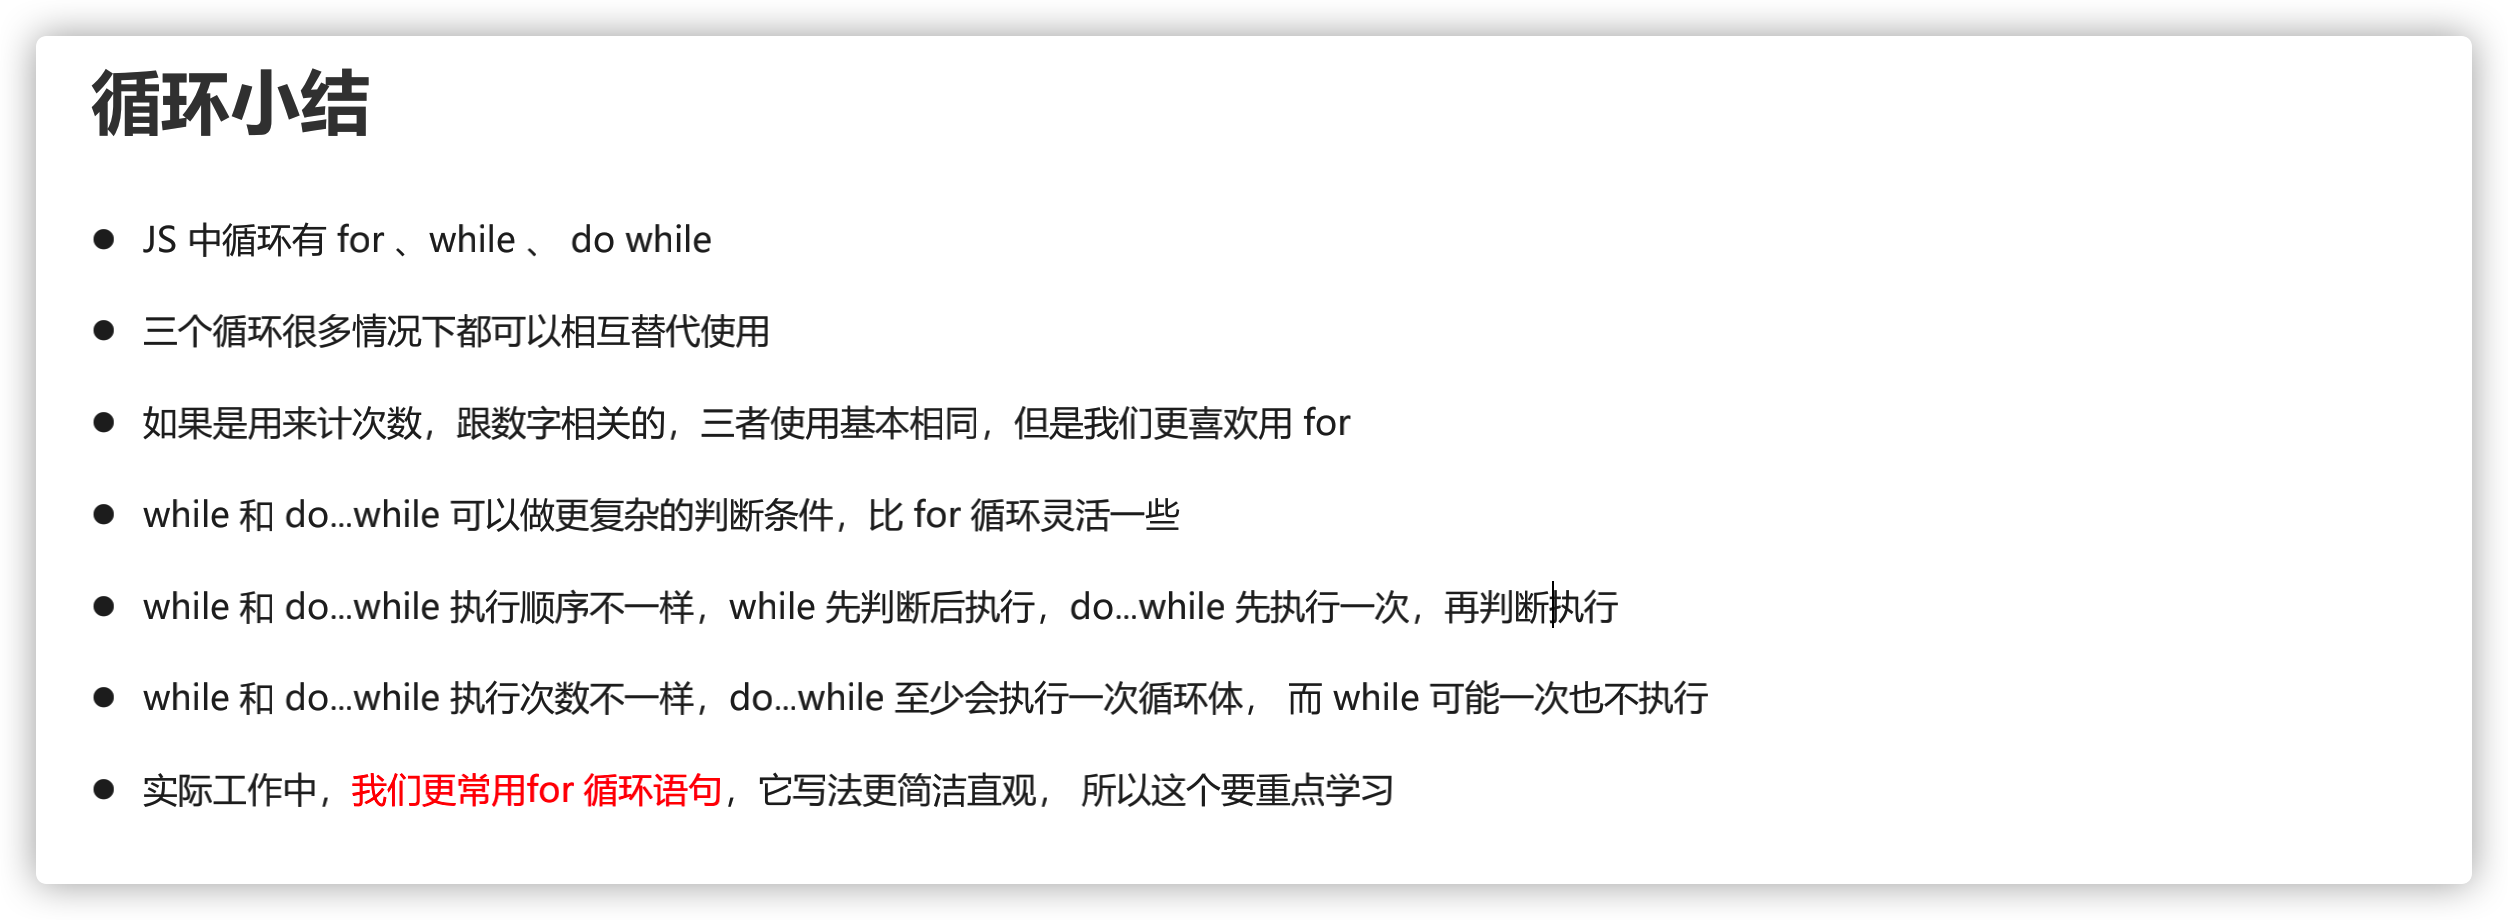 循环小结
JS 中循环有 for 、while 、 do while
三个循环很多情况下都可以相互替代使用
如果是用来计次数，跟数字相关的，三者使用基本相同，但是我们更喜欢用 for
while 和 do...while 可以做更复杂的判断条件，比 for 循环灵活一些
while 和 do...while 执行顺序不一样，while 先判断后执行，do...while 先执行一次，再判断执行
while 和 do...while 执行次数不一样，do...while 至少会执行一次循环体， 而 while 可能一次也不执行
实际工作中，我们更常用for 循环语句，它写法更简洁直观， 所以这个要重点学习